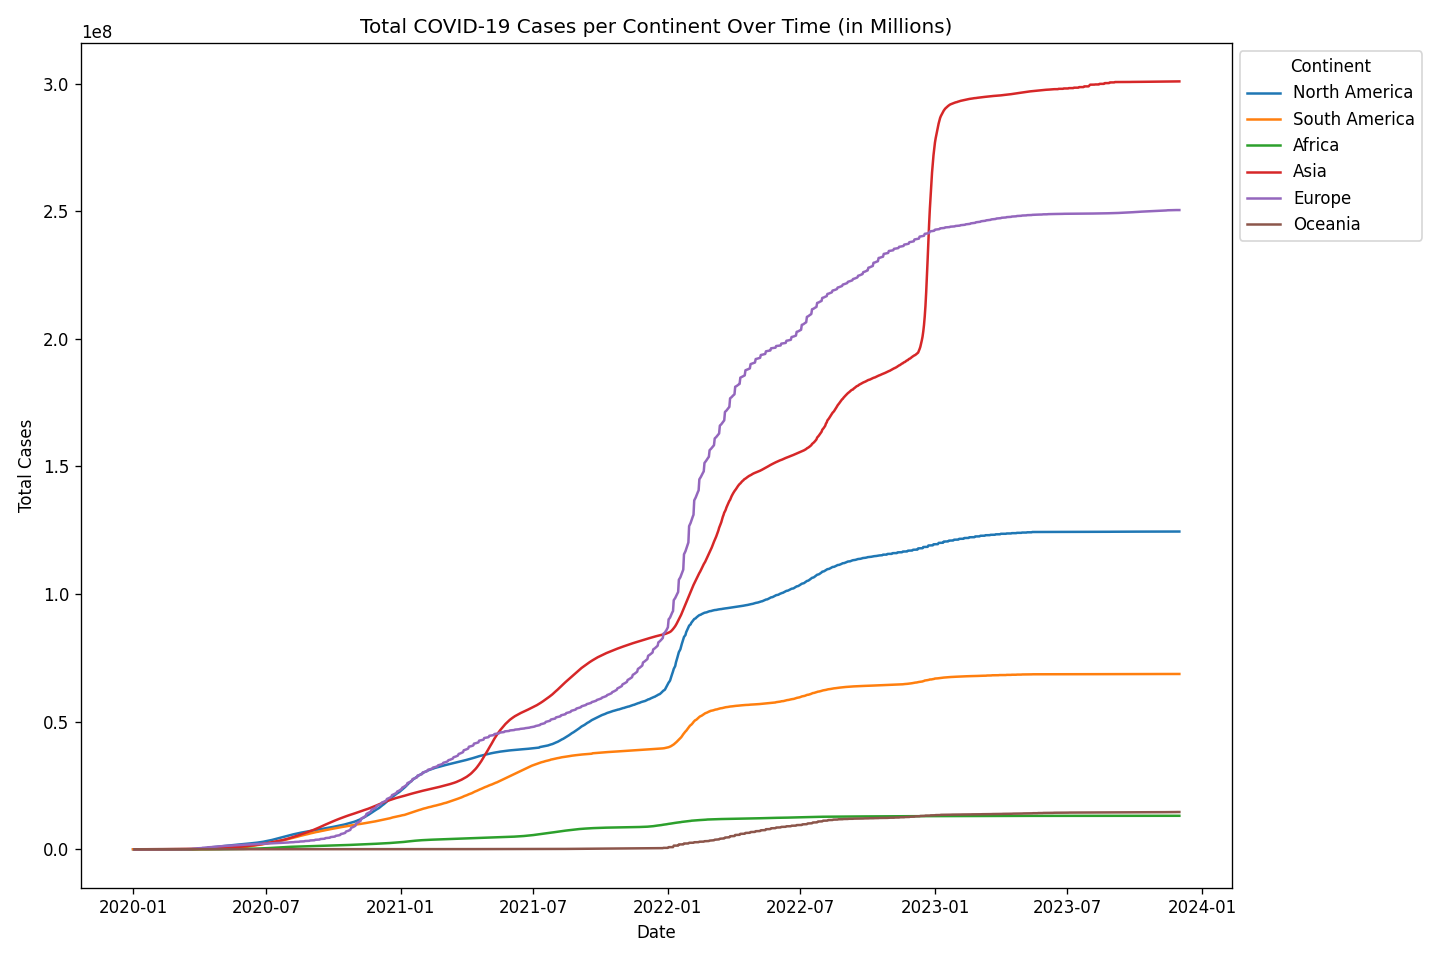 Total COVID-19 Cases per Continent Over Time (in Millions)
1e8
3.0
2.5
2.0
1.5
1.0
0.5
0.0
Total Cases
2020-01
2020-07
2021-01
2021-07
2022-01
2022-07
2023-01
2023-07
2024-01
Date
Continent
North America
South America
Africa
Asia
Europe
Oceania